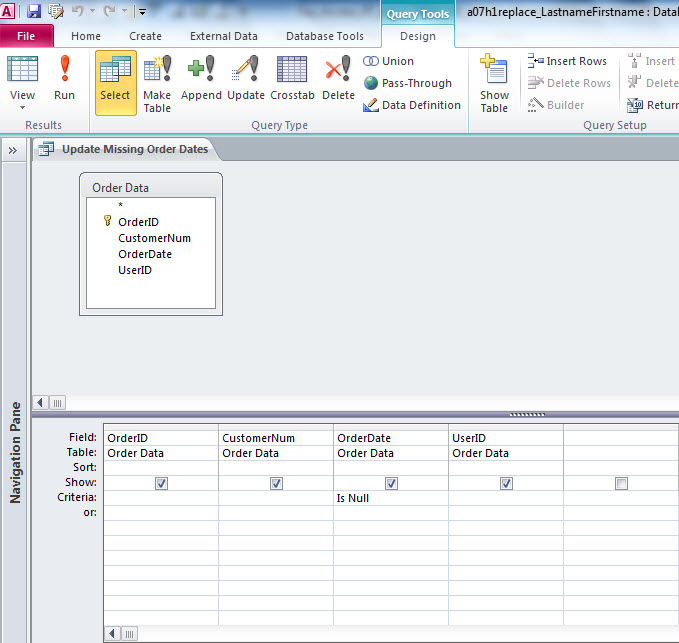 A
Query Tools
a07h1replace_LastnameFirstname : Datal
File Home Create External Data Database Tools Design
View Run Select Make Table Append Update Crosstab Delete
Union
Pass-Through
Data Definition
Show Table
Insert Rows
Delete Rows
Builder
Insert
Delete
Return
Results Query Type Query Setup
»
Update Missing Order Dates
Order Data
*
OrderID
CustomerNum
OrderDate
UserID
Navigation Pane
Field: OrderID CustomerNum OrderDate UserID
Table: Order Data Order Data Order Data Order Data
Sort:
Show:
Criteria: Is Null
or: